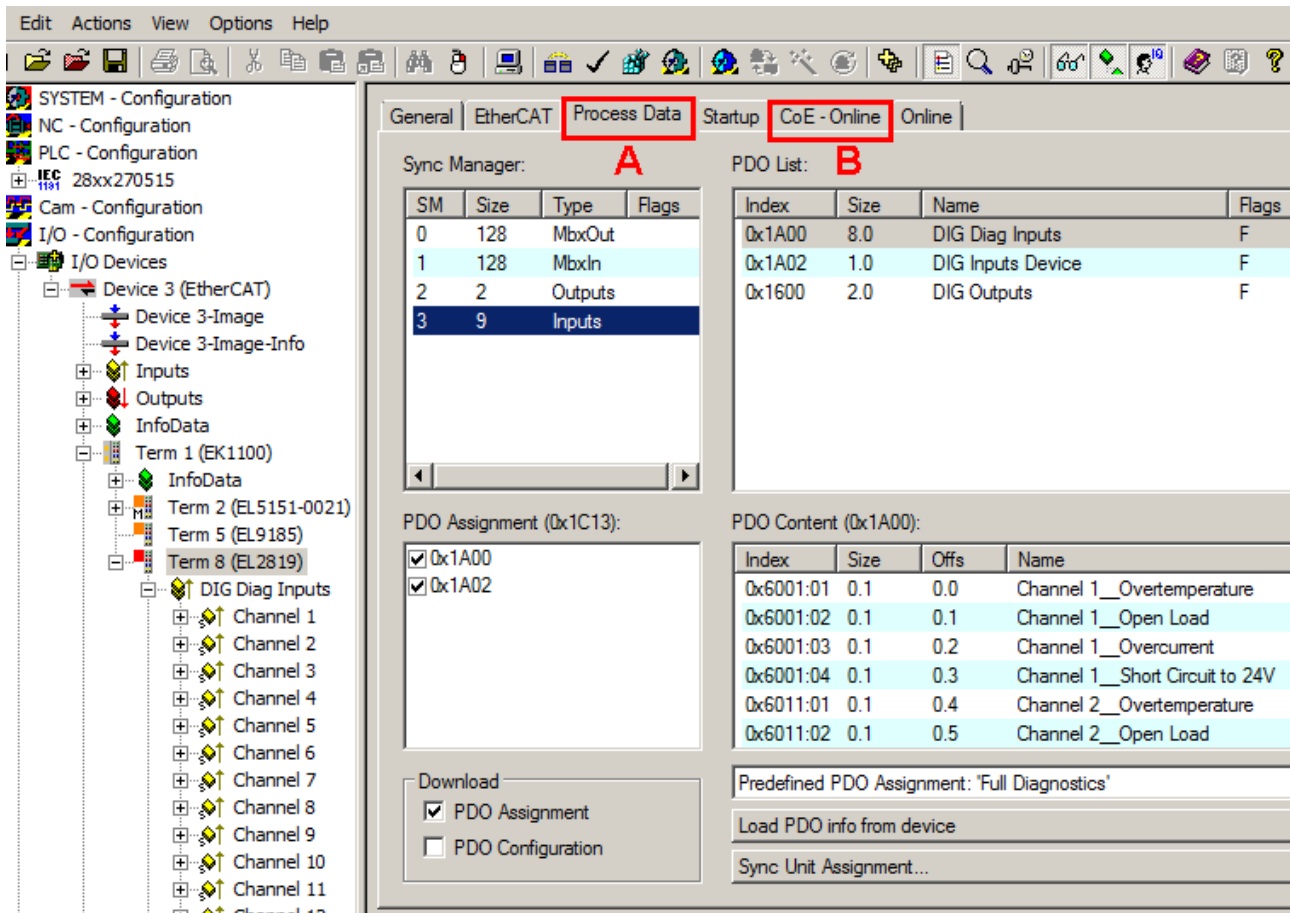 Edit Actions View Options Help
SYSTEM - Configuration
NC - Configuration
PLC - Configuration
IEC 1131 28xx270515
Cam - Configuration
I/O - Configuration
I/O Devices
Device 3 (EtherCAT)
Device 3-Image
Device 3-Image-Info
Inputs
Outputs
InfoData
Term 1 (EK1100)
InfoData
M Term 2 (EL5151-0021)
Term 5 (EL9185)
Term 8 (EL2819)
DIG Diag Inputs
Channel 1
Channel 2
Channel 3
Channel 4
Channel 5
Channel 6
Channel 7
Channel 8
Channel 9
Channel 10
Channel 11
General EtherCAT Process Data Startup CoE - Online Online
A B
Sync Manager:
SM Size Type Flags
0 128 MbxOut
1 128 MbxIn
2 2 Outputs
3 9 Inputs
PDO List:
Index Size Name Flags
0x1A00 8.0 DIG Diag Inputs F
0x1A02 1.0 DIG Inputs Device F
0x1600 2.0 DIG Outputs F
PDO Assignment (0x1C13):
0x1A00
0x1A02
PDO Content (0x1A00):
Index Size Offs Name
0x6001:01 0.1 0.0 Channel 1__Overtemperature
0x6001:02 0.1 0.1 Channel 1__Open Load
0x6001:03 0.1 0.2 Channel 1__Overcurrent
0x6001:04 0.1 0.3 Channel 1__Short Circuit to 24V
0x6011:01 0.1 0.4 Channel 2__Overtemperature
0x6011:02 0.1 0.5 Channel 2__Open Load
Download
PDO Assignment
PDO Configuration
Predefined PDO Assignment: 'Full Diagnostics'
Load PDO info from device
Sync Unit Assignment...